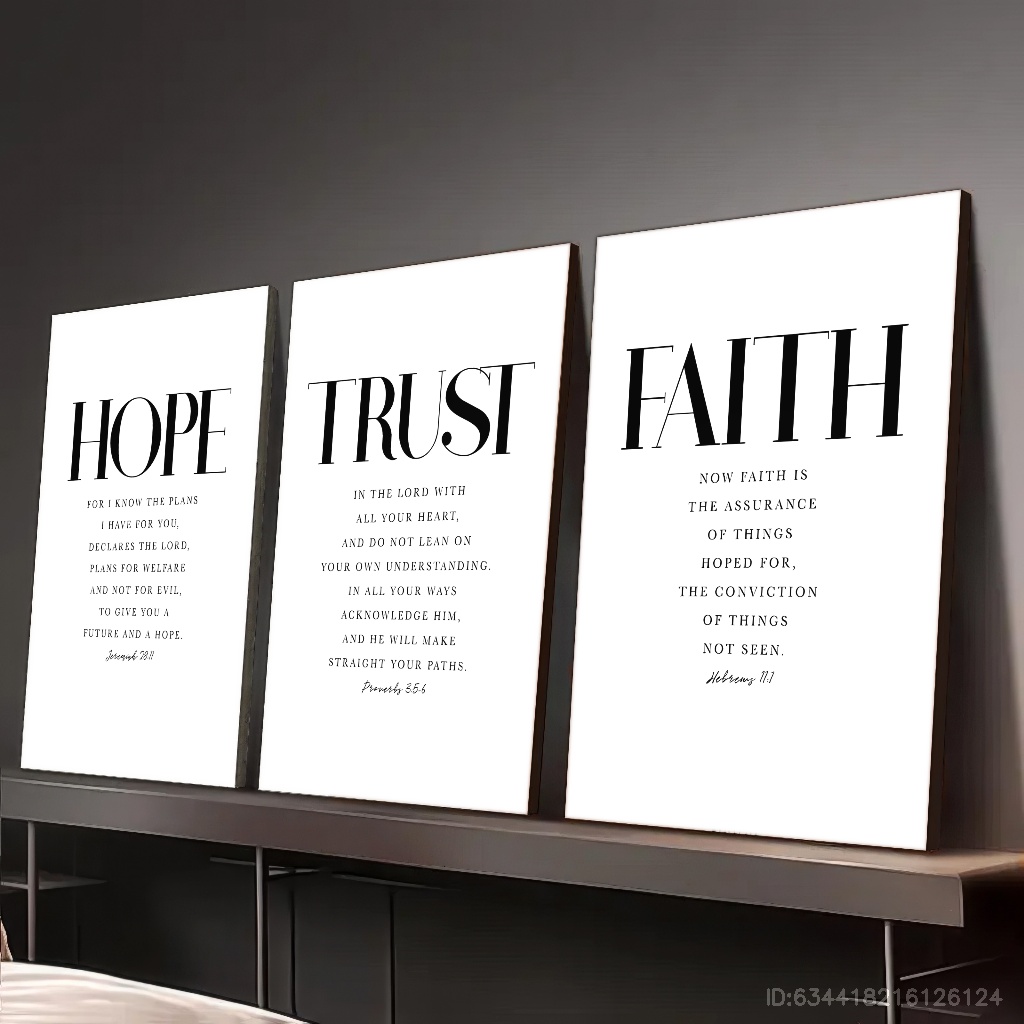 HOPE
FOR I KNOW THE PLANS
I HAVE FOR YOU,
DECLARES THE LORD,
PLANS FOR WELFARE
AND NOT FOR EVIL,
TO GIVE YOU A
FUTURE AND A HOPE.
Jeremiah 29:11
TRUST
IN THE LORD WITH
ALL YOUR HEART,
AND DO NOT LEAN ON
YOUR OWN UNDERSTANDING.
IN ALL YOUR WAYS
ACKNOWLEDGE HIM,
AND HE WILL MAKE
STRAIGHT YOUR PATHS.
Proverbs 3:5-6
FAITH
NOW FAITH IS
THE ASSURANCE
OF THINGS
HOPED FOR,
THE CONVICTION
OF THINGS
NOT SEEN.
Hebrews 11:1
ID:634418216126124